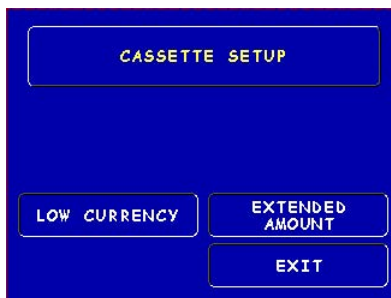 CASSETTE SETUP
LOW CURRENCY
EXTENDED
AMOUNT
EXIT